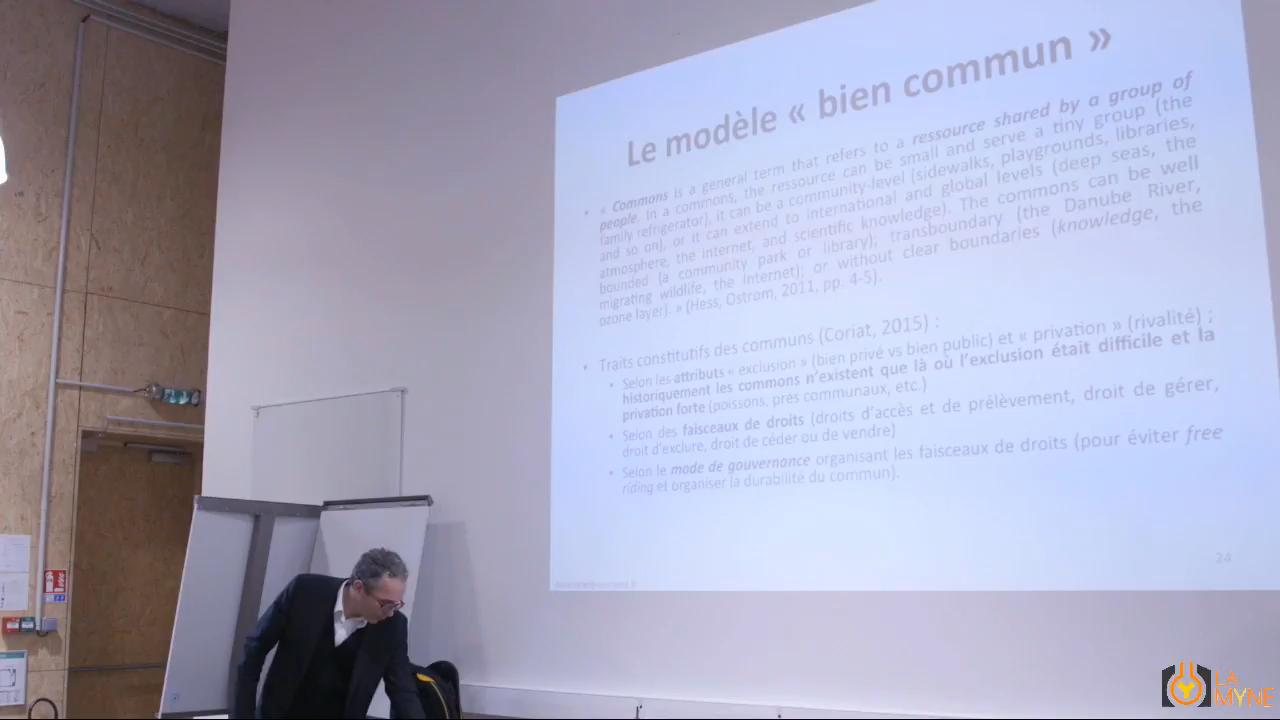 Le modèle « bien commun »
• « Commons is a general term that refers to a ressource shared by a group of
people. In a commons, the ressource can be small and serve a tiny group (the
family refrigerator), it can be a community-level (sidewalks, playgrounds, libraries,
and so on), or it can extend to international and global levels (deep seas, the
atmosphere, the internet, and scientific knowledge). The commons can be well
bounded (a community park or library); transboundary (the Danube River,
migrating wildlife, the Internet); or without clear boundaries (knowledge, the
ozone layer). » (Hess, Ostrom, 2011, pp. 4-5).
• Traits constitutifs des communs (Coriat, 2015) :
• Selon les attributs « exclusion » (bien privé vs bien public) et « privation » (rivalité) ;
historiquement les commons n'existent que là où l'exclusion était difficile et la
privation forte (poissons, prés communaux, etc.)
• Selon des faisceaux de droits (droits d'accès et de prélèvement, droit de gérer,
droit d'exclure, droit de céder ou de vendre)
• Selon le mode de gouvernance organisant les faisceaux de droits (pour éviter free
riding et organiser la durabilité du commun).
24
LA
MYNE